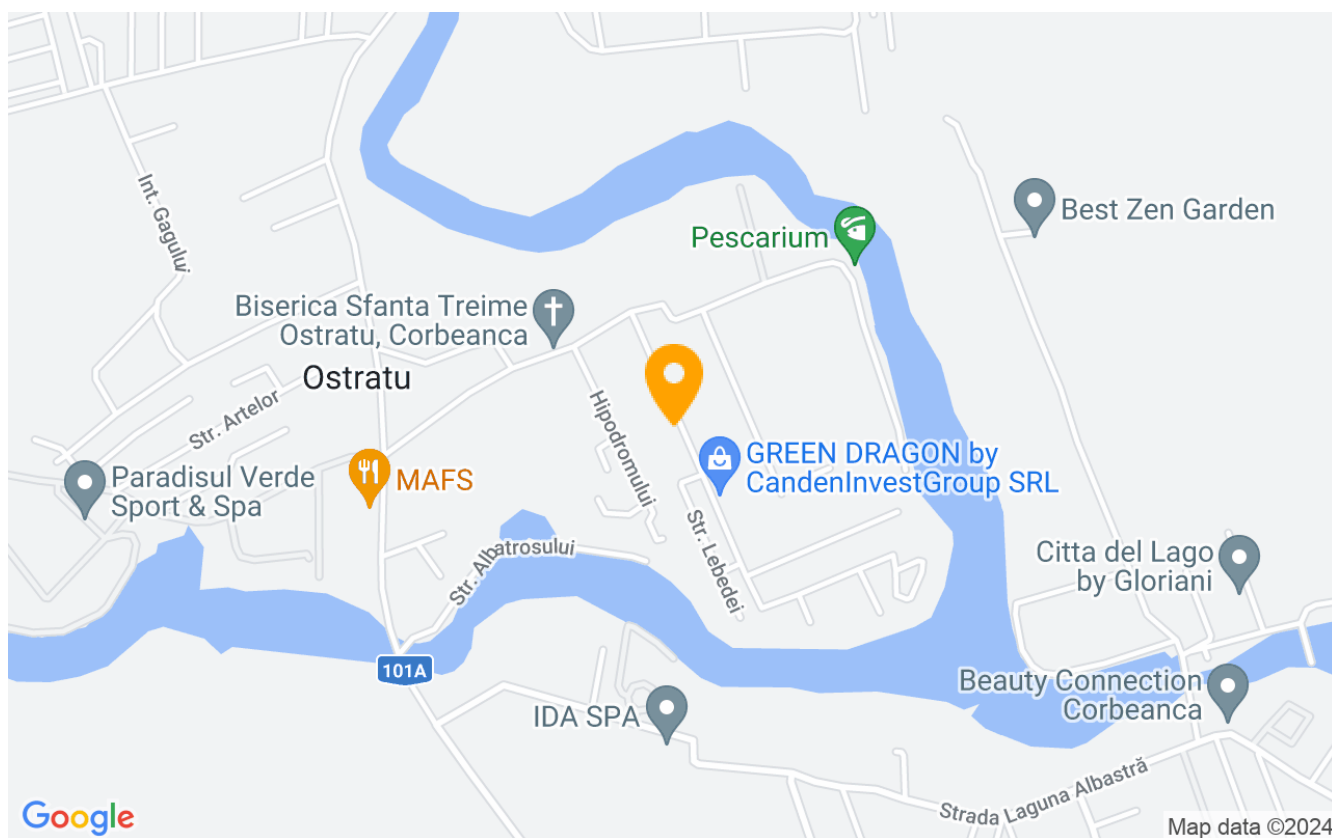 Int. Gagului
Best Zen Garden
Pescarium
Biserica Sfanta Treime
Ostratu, Corbeanca
Ostratu
Str. Artelor
Hipodromului
GREEN DRAGON by
CandenInvestGroup SRL
MAFS
Paradisul Verde
Sport & Spa
Str. Albatrosului
Str. Lebedei
Citta del Lago
by Gloriani
101A
Beauty Connection
Corbeanca
IDA SPA
Strada Laguna Albastră
Google
Map data ©2024